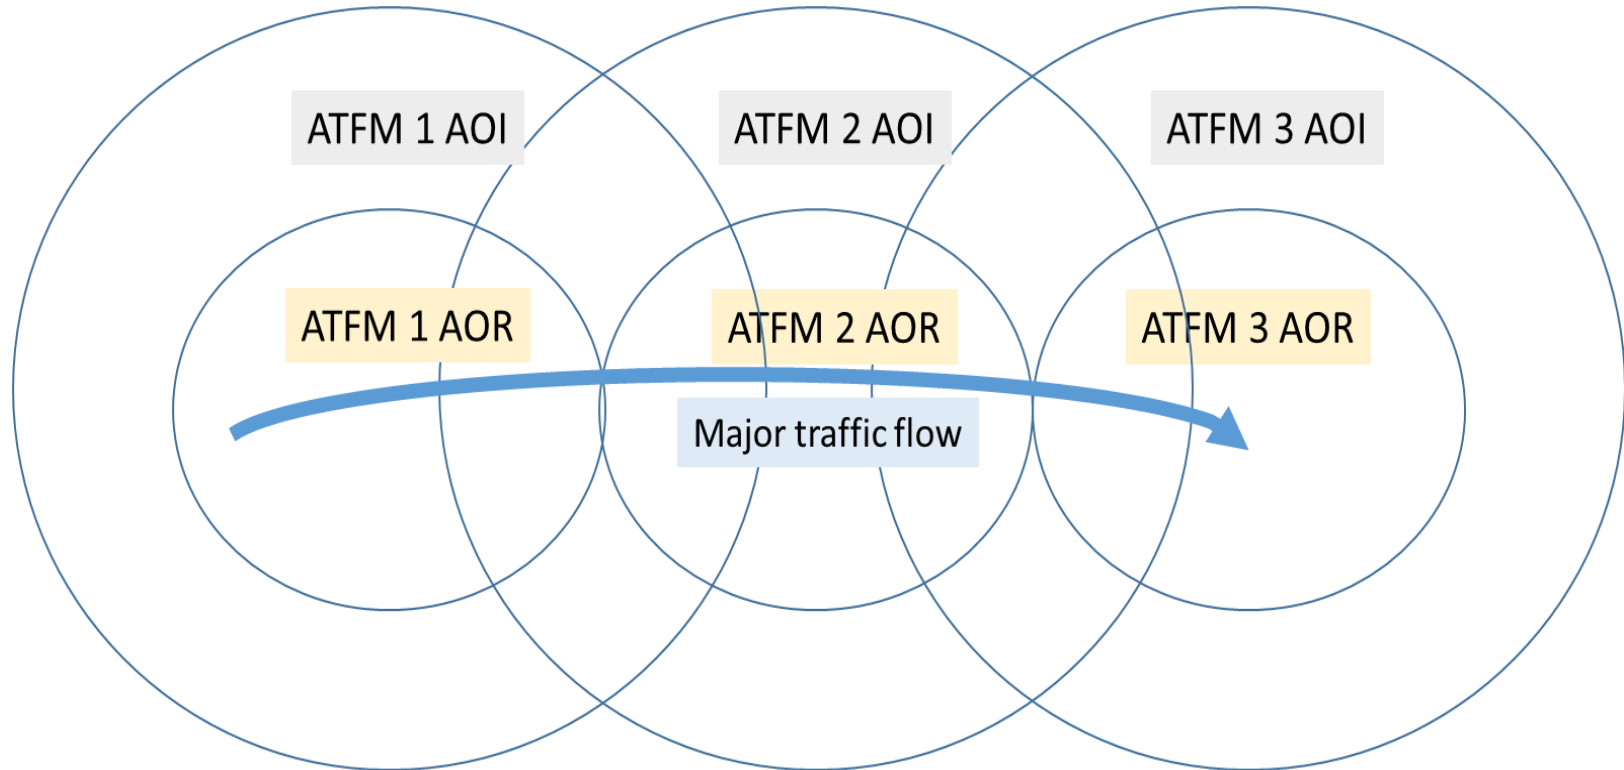 ATFM 1 AOI
ATFM 2 AOI
ATFM 3 AOI
ATFM 1 AOR
ATFM 2 AOR
ATFM 3 AOR
Major traffic flow